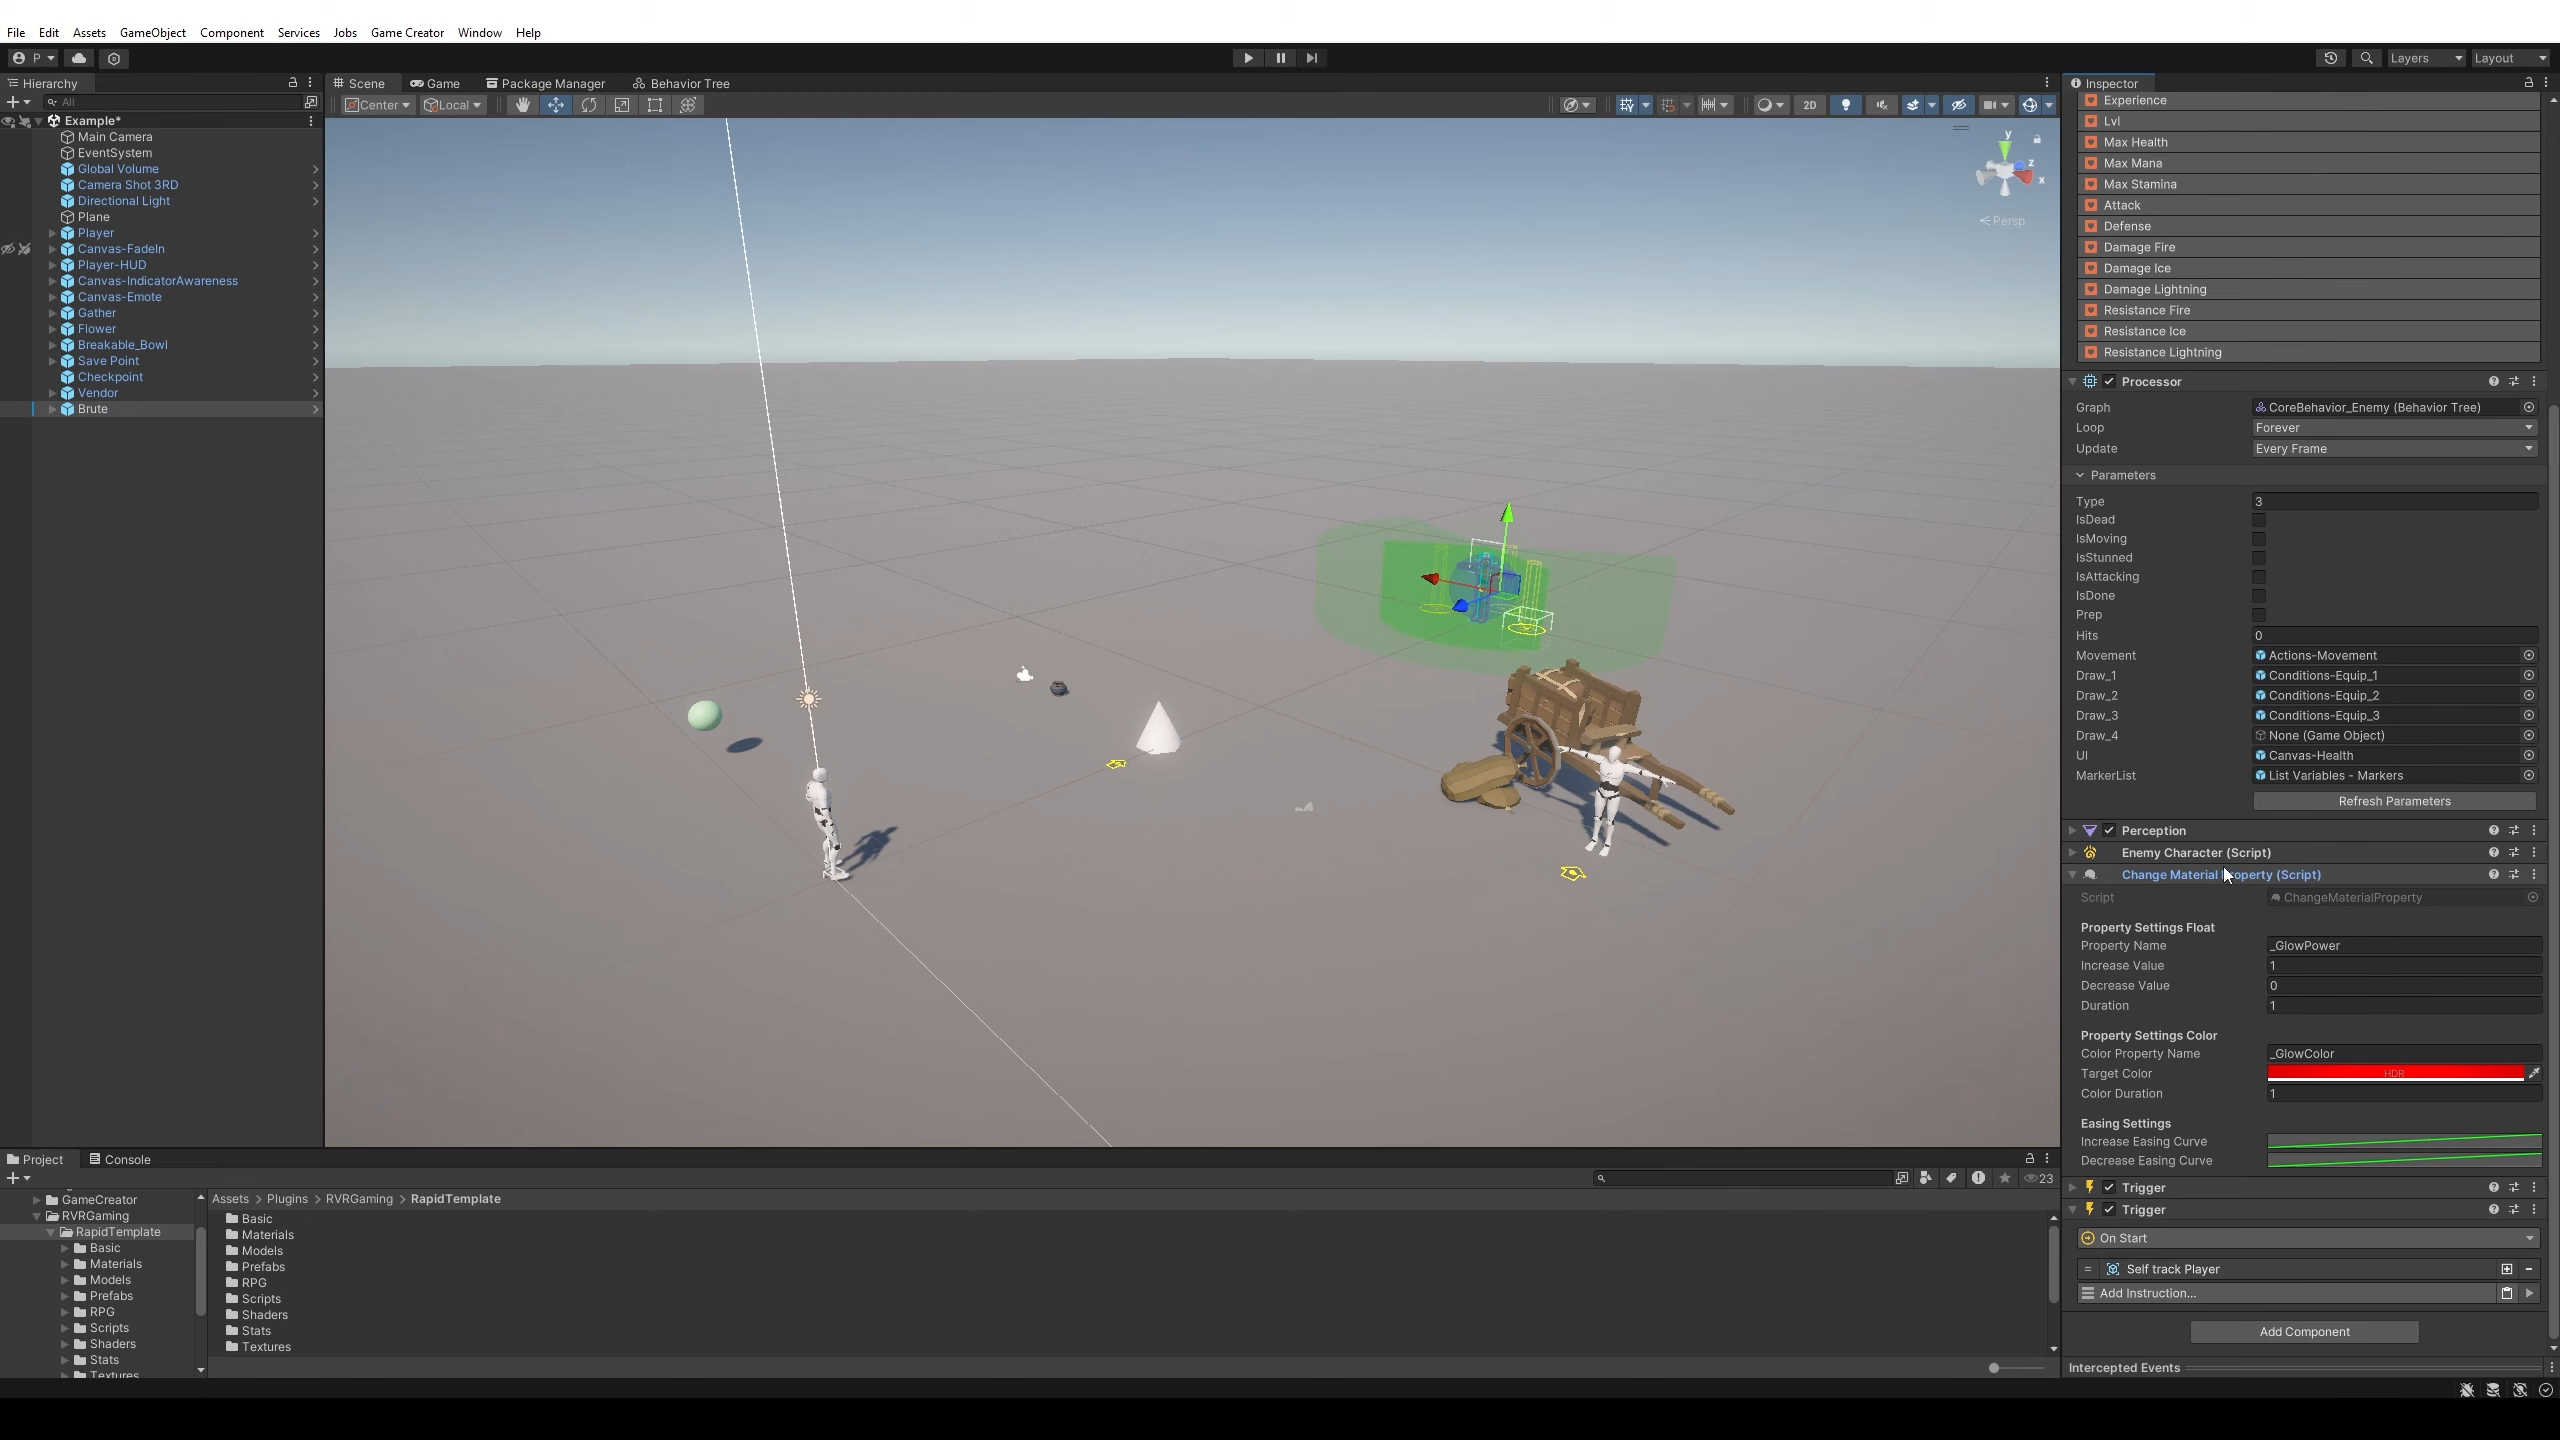 File Edit Assets GameObject Component Services Jobs Game Creator Window Help
P Layers Layout
Hierarchy
All
Example*
Main Camera
EventSystem
Global Volume
Camera Shot 3RD
Directional Light
Plane
Player
Canvas-FadeIn
Player-HUD
Canvas-IndicatorAwareness
Canvas-Emote
Gather
Flower
Breakable_Bowl
Save Point
Checkpoint
Vendor
Brute
Scene Game Package Manager Behavior Tree
Center Local 2D
y
z
x
Persp
Inspector
Experience
Lvl
Max Health
Max Mana
Max Stamina
Attack
Defense
Damage Fire
Damage Ice
Damage Lightning
Resistance Fire
Resistance Ice
Resistance Lightning
Processor
Graph CoreBehavior_Enemy (Behavior Tree)
Loop Forever
Update Every Frame
Parameters
Type 3
IsDead
IsMoving
IsStunned
IsAttacking
IsDone
Prep
Hits 0
Movement Actions-Movement
Draw_1 Conditions-Equip_1
Draw_2 Conditions-Equip_2
Draw_3 Conditions-Equip_3
Draw_4 None (Game Object)
UI Canvas-Health
MarkerList List Variables - Markers
Refresh Parameters
Perception
Enemy Character (Script)
Change Material Property (Script)
Script ChangeMaterialProperty
Property Settings Float
Property Name _GlowPower
Increase Value 1
Decrease Value 0
Duration 1
Property Settings Color
Color Property Name _GlowColor
Target Color HDR
Color Duration 1
Easing Settings
Increase Easing Curve
Decrease Easing Curve
Trigger
Trigger
On Start
Self track Player
Add Instruction...
Add Component
Intercepted Events
Project Console
23
GameCreator
RVRGaming
RapidTemplate
Basic
Materials
Models
Prefabs
RPG
Scripts
Shaders
Stats
Textures
Assets > Plugins > RVRGaming > RapidTemplate
Basic
Materials
Models
Prefabs
RPG
Scripts
Shaders
Stats
Textures